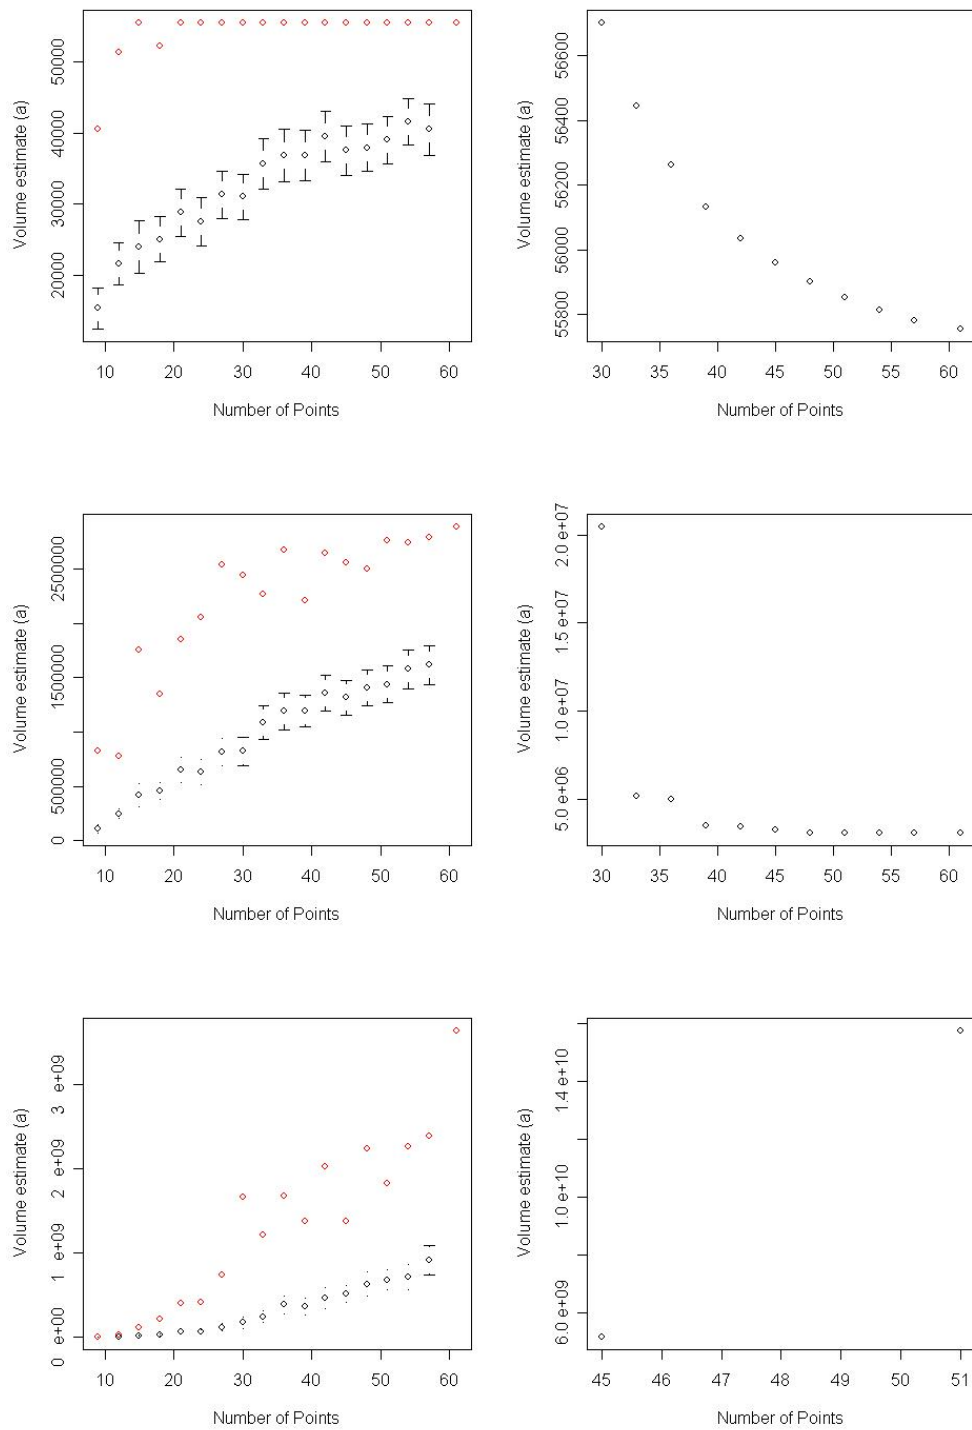 Volume estimate (a)
20000 30000 40000 50000
10 20 30 40 50 60
Number of Points
Volume estimate (a)
55800 56000 56200 56400 56600
30 35 40 45 50 55 60
Number of Points
Volume estimate (a)
0 500000 1500000 2500000
10 20 30 40 50 60
Number of Points
Volume estimate (a)
5.0 e+06 1.0 e+07 1.5 e+07 2.0 e+07
30 35 40 45 50 55 60
Number of Points
Volume estimate (a)
0 e+00 1 e+09 2 e+09 3 e+09
10 20 30 40 50 60
Number of Points
Volume estimate (a)
6.0 e+09 1.0 e+10 1.4 e+10
45 46 47 48 49 50 51
Number of Points